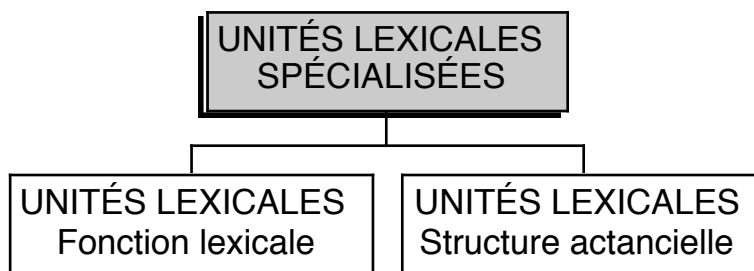 UNITÉS LEXICALES
SPÉCIALISÉES
UNITÉS LEXICALES
Fonction lexicale
UNITÉS LEXICALES
Structure actancielle